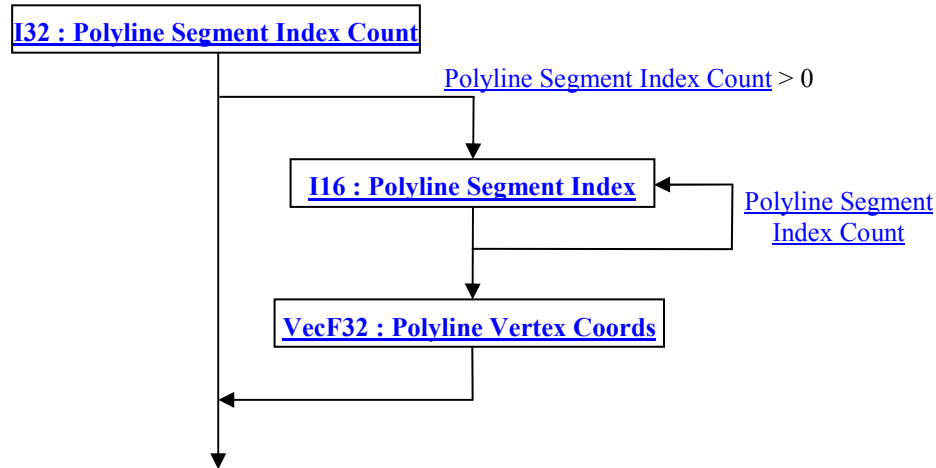 I32 : Polyline Segment Index Count
Polyline Segment Index Count > 0
I16 : Polyline Segment Index
Polyline Segment
Index Count
VecF32 : Polyline Vertex Coords